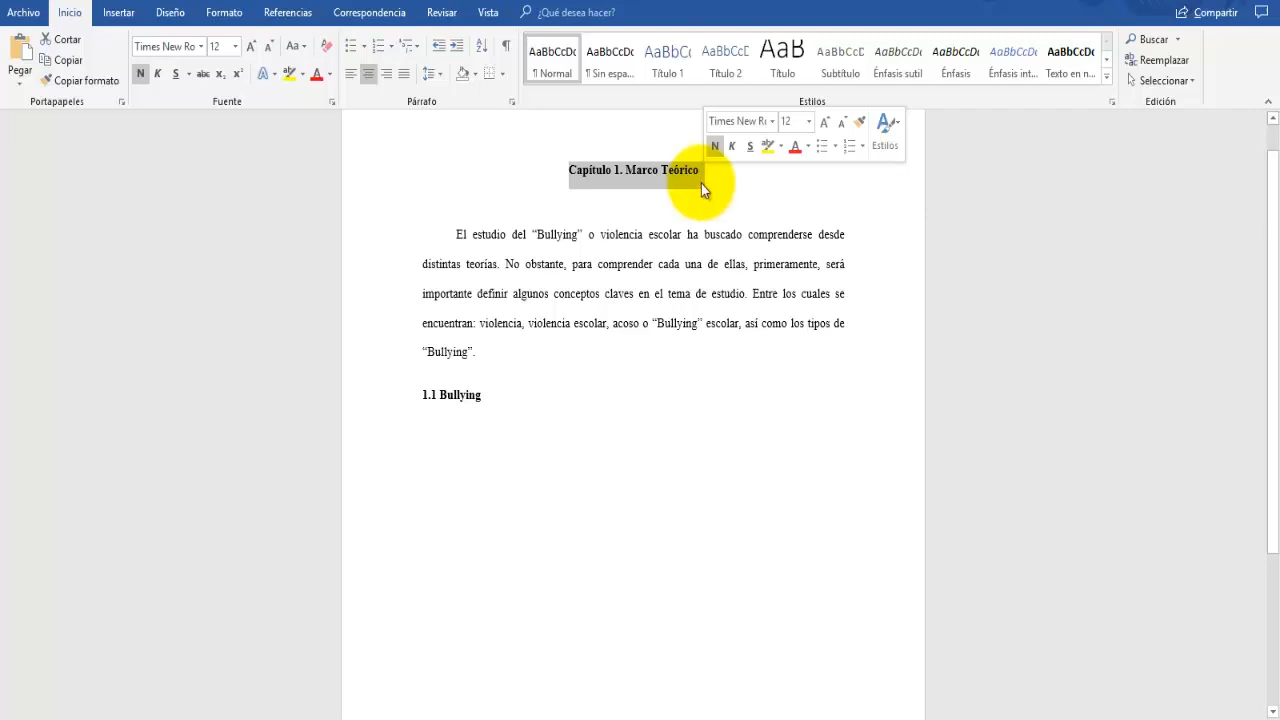 Archivo Inicio Insertar Diseño Formato Referencias Correspondencia Revisar Vista ¿Qué desea hacer? Compartir
Pegar
Cortar
Copiar
Copiar formato
Portapapeles
Times New Ro 12
Aa
N K S abc x₂ x² A A
Fuente
Párrafo
AaBbCcDc AaBbCcDc AaBbCc AaBbCcD AaB AaBbCcD AaBbCcDc AaBbCcDc AaBbCcDc AaBbCcDc
¶ Normal ¶ Sin espa... Título 1 Título 2 Título Subtítulo Énfasis sutil Énfasis Énfasis int... Texto en n...
Estilos
Buscar
Reemplazar
Seleccionar
Edición
Times New Ro 12
N K S A
Estilos
Capítulo 1. Marco Teórico
El estudio del “Bullying” o violencia escolar ha buscado comprenderse desde
distintas teorías. No obstante, para comprender cada una de ellas, primeramente, será
importante definir algunos conceptos claves en el tema de estudio. Entre los cuales se
encuentran: violencia, violencia escolar, acoso o “Bullying” escolar, así como los tipos de
“Bullying”.
1.1 Bullying